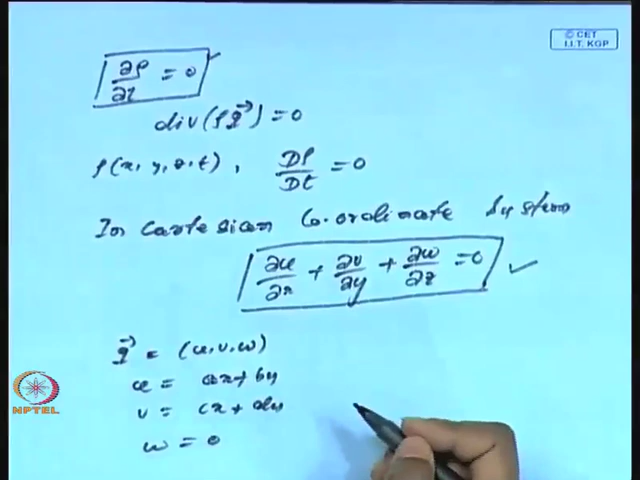 © CET
I.I.T. KGP
∂ρ/∂t = 0
div(ρq⃗) = 0
ρ(x, y, z, t), Dρ/Dt = 0
In cartesian Co-ordinate System
∂u/∂x + ∂v/∂y + ∂w/∂z = 0 ✓
q⃗ = (u, v, w)
u = ax + by
v = cx + dy
w = 0
NPTEL